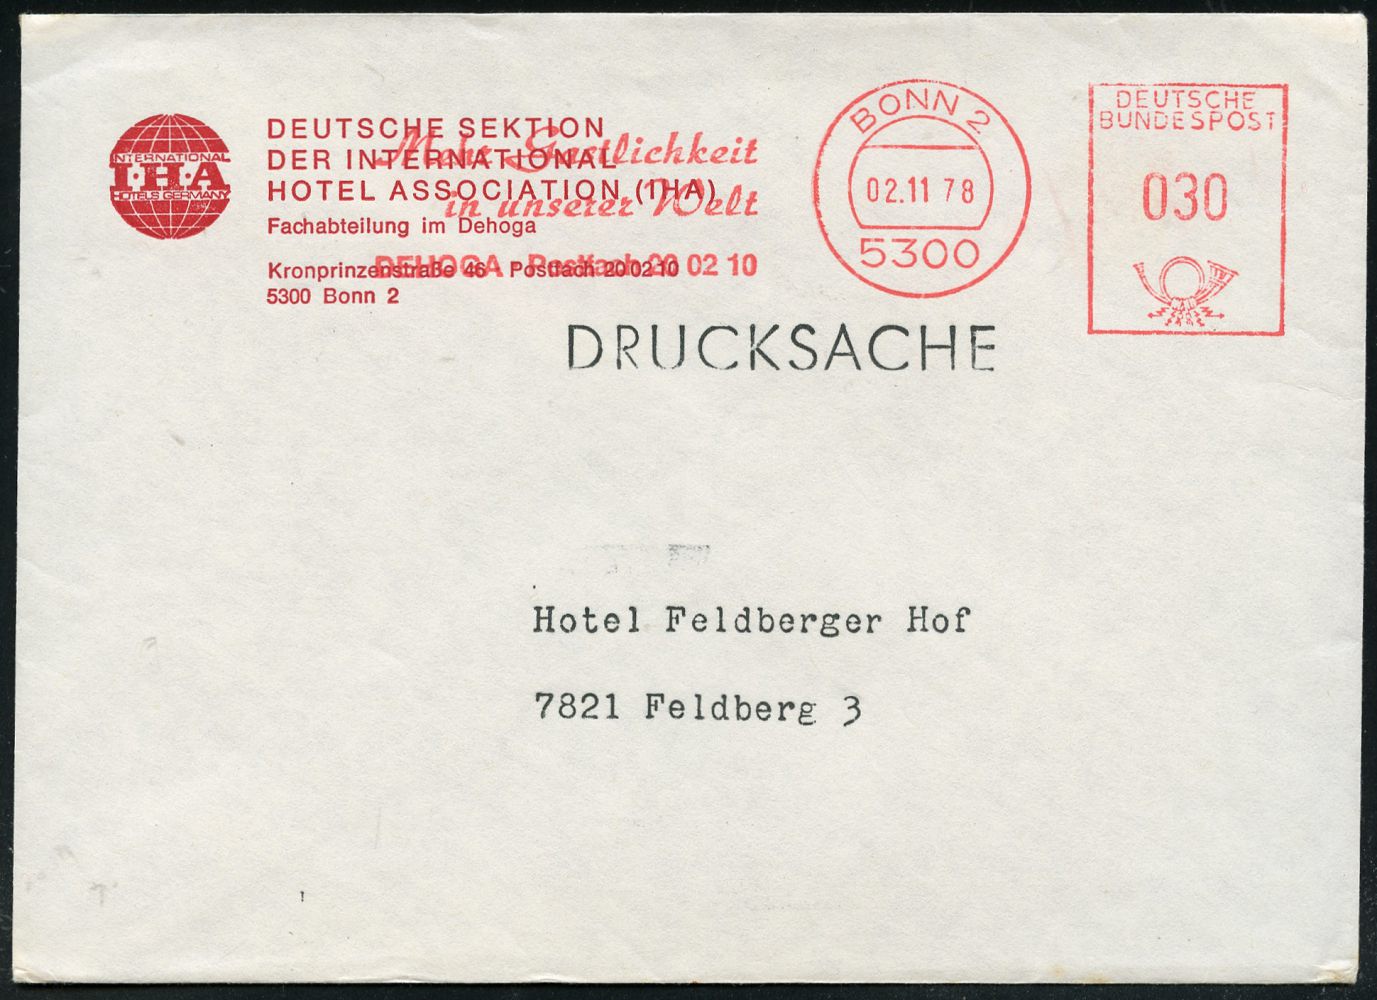 INTERNATIONAL
I·H·A
HOTELS GERMANY
DEUTSCHE SEKTION
DER INTERNATIONAL
HOTEL ASSOCIATION (IHA)
Fachabteilung im Dehoga
Kronprinzenstraße 46 · Postfach 20 02 10
5300 Bonn 2
Mehr Gastlichkeit
in unserer Welt
DEHOGA · Postfach 20 02 10
BONN 2
02.11 78
5300
DEUTSCHE
BUNDESPOST
030
DRUCKSACHE
Hotel Feldberger Hof
7821 Feldberg 3